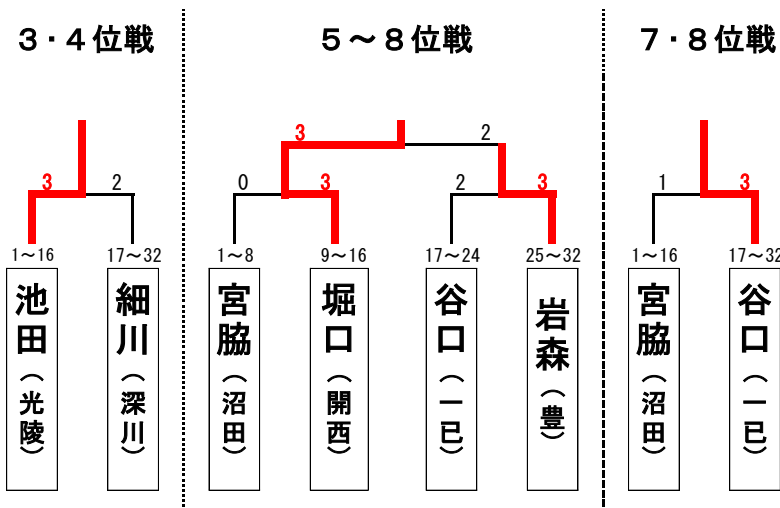 3・4位戦
5～8位戦
7・8位戦
3
2
3
2
0
3
2
3
1
3
1～16
17～32
1～8
9～16
17～24
25～32
1～16
17～32
池田（光陵）
細川（深川）
宮脇（沼田）
堀口（開西）
谷口（一已）
岩森（豊）
宮脇（沼田）
谷口（一已）